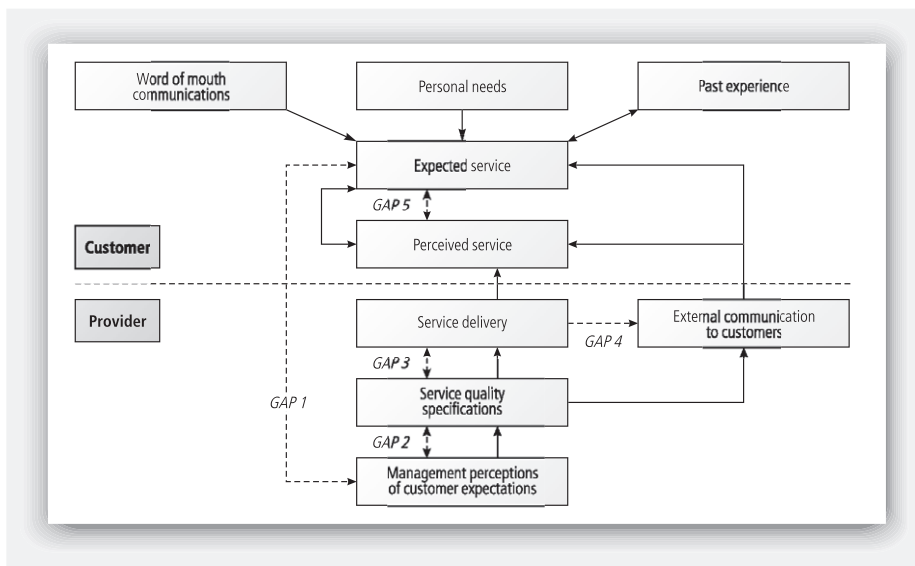 Word of mouth
communications
Personal needs
Past experience
Expected service
GAP 5
Customer
Perceived service
Provider
Service delivery
External communication
to customers
GAP 4
GAP 3
GAP 1
Service quality
specifications
GAP 2
Management perceptions
of customer expectations